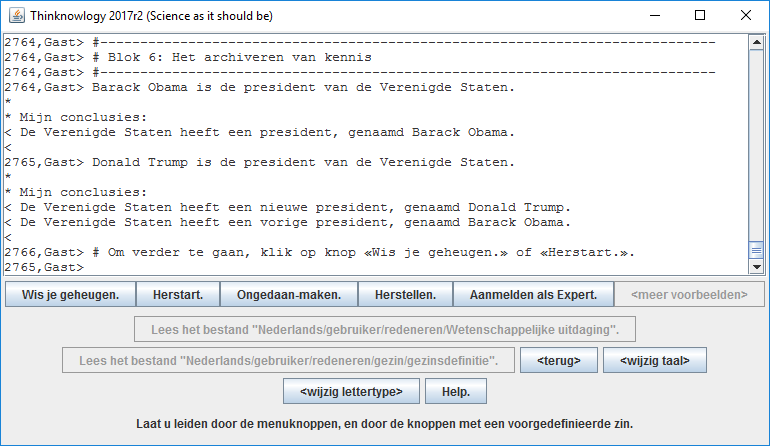 Thinknowlogy 2017r2 (Science as it should be)
2764,Gast> #-------------------------------------------------------------------------------
2764,Gast> # Blok 6: Het archiveren van kennis
2764,Gast> #-------------------------------------------------------------------------------
2764,Gast> Barack Obama is de president van de Verenigde Staten.
*
* Mijn conclusies:
< De Verenigde Staten heeft een president, genaamd Barack Obama.
<
2765,Gast> Donald Trump is de president van de Verenigde Staten.
*
* Mijn conclusies:
< De Verenigde Staten heeft een nieuwe president, genaamd Donald Trump.
< De Verenigde Staten heeft een vorige president, genaamd Barack Obama.
<
2766,Gast> # Om verder te gaan, klik op knop «Wis je geheugen.» of «Herstart.».
2765,Gast>
Wis je geheugen. Herstart. Ongedaan-maken. Herstellen. Aanmelden als Expert. <meer voorbeelden>
Lees het bestand "Nederlands/gebruiker/redeneren/Wetenschappelijke uitdaging".
Lees het bestand "Nederlands/gebruiker/redeneren/gezin/gezinsdefinitie". <terug> <wijzig taal>
<wijzig lettertype> Help.
Laat u leiden door de menuknoppen, en door de knoppen met een voorgedefinieerde zin.